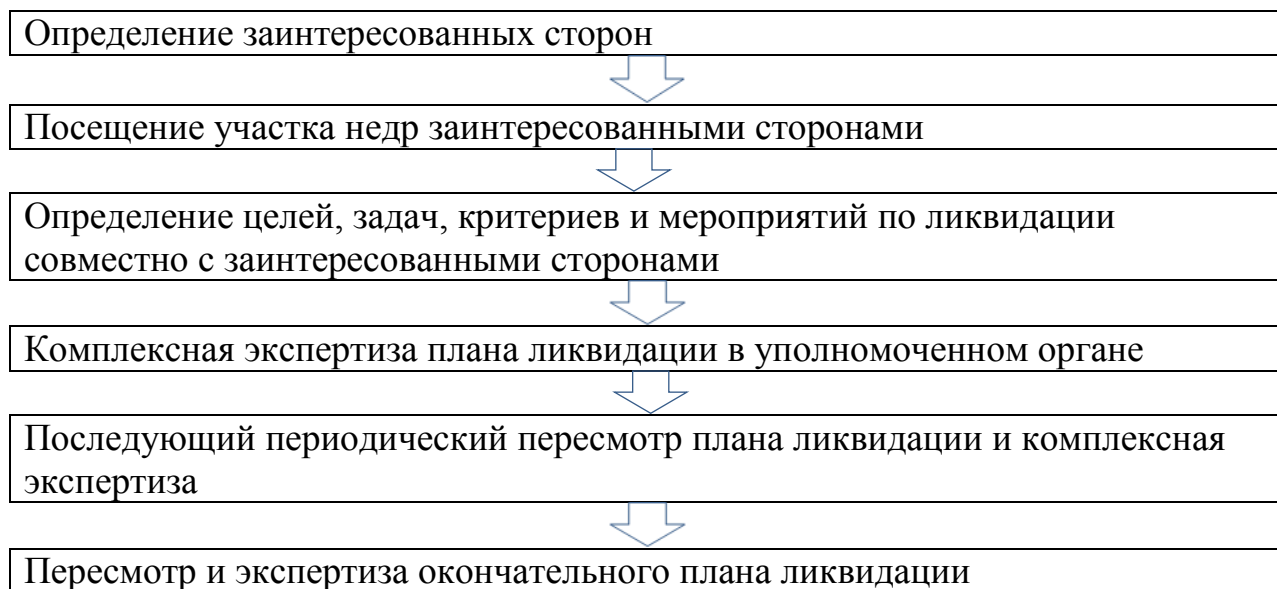 Определение заинтересованных сторон
Посещение участка недр заинтересованными сторонами
Определение целей, задач, критериев и мероприятий по ликвидации
совместно с заинтересованными сторонами
Комплексная экспертиза плана ликвидации в уполномоченном органе
Последующий периодический пересмотр плана ликвидации и комплексная
экспертиза
Пересмотр и экспертиза окончательного плана ликвидации